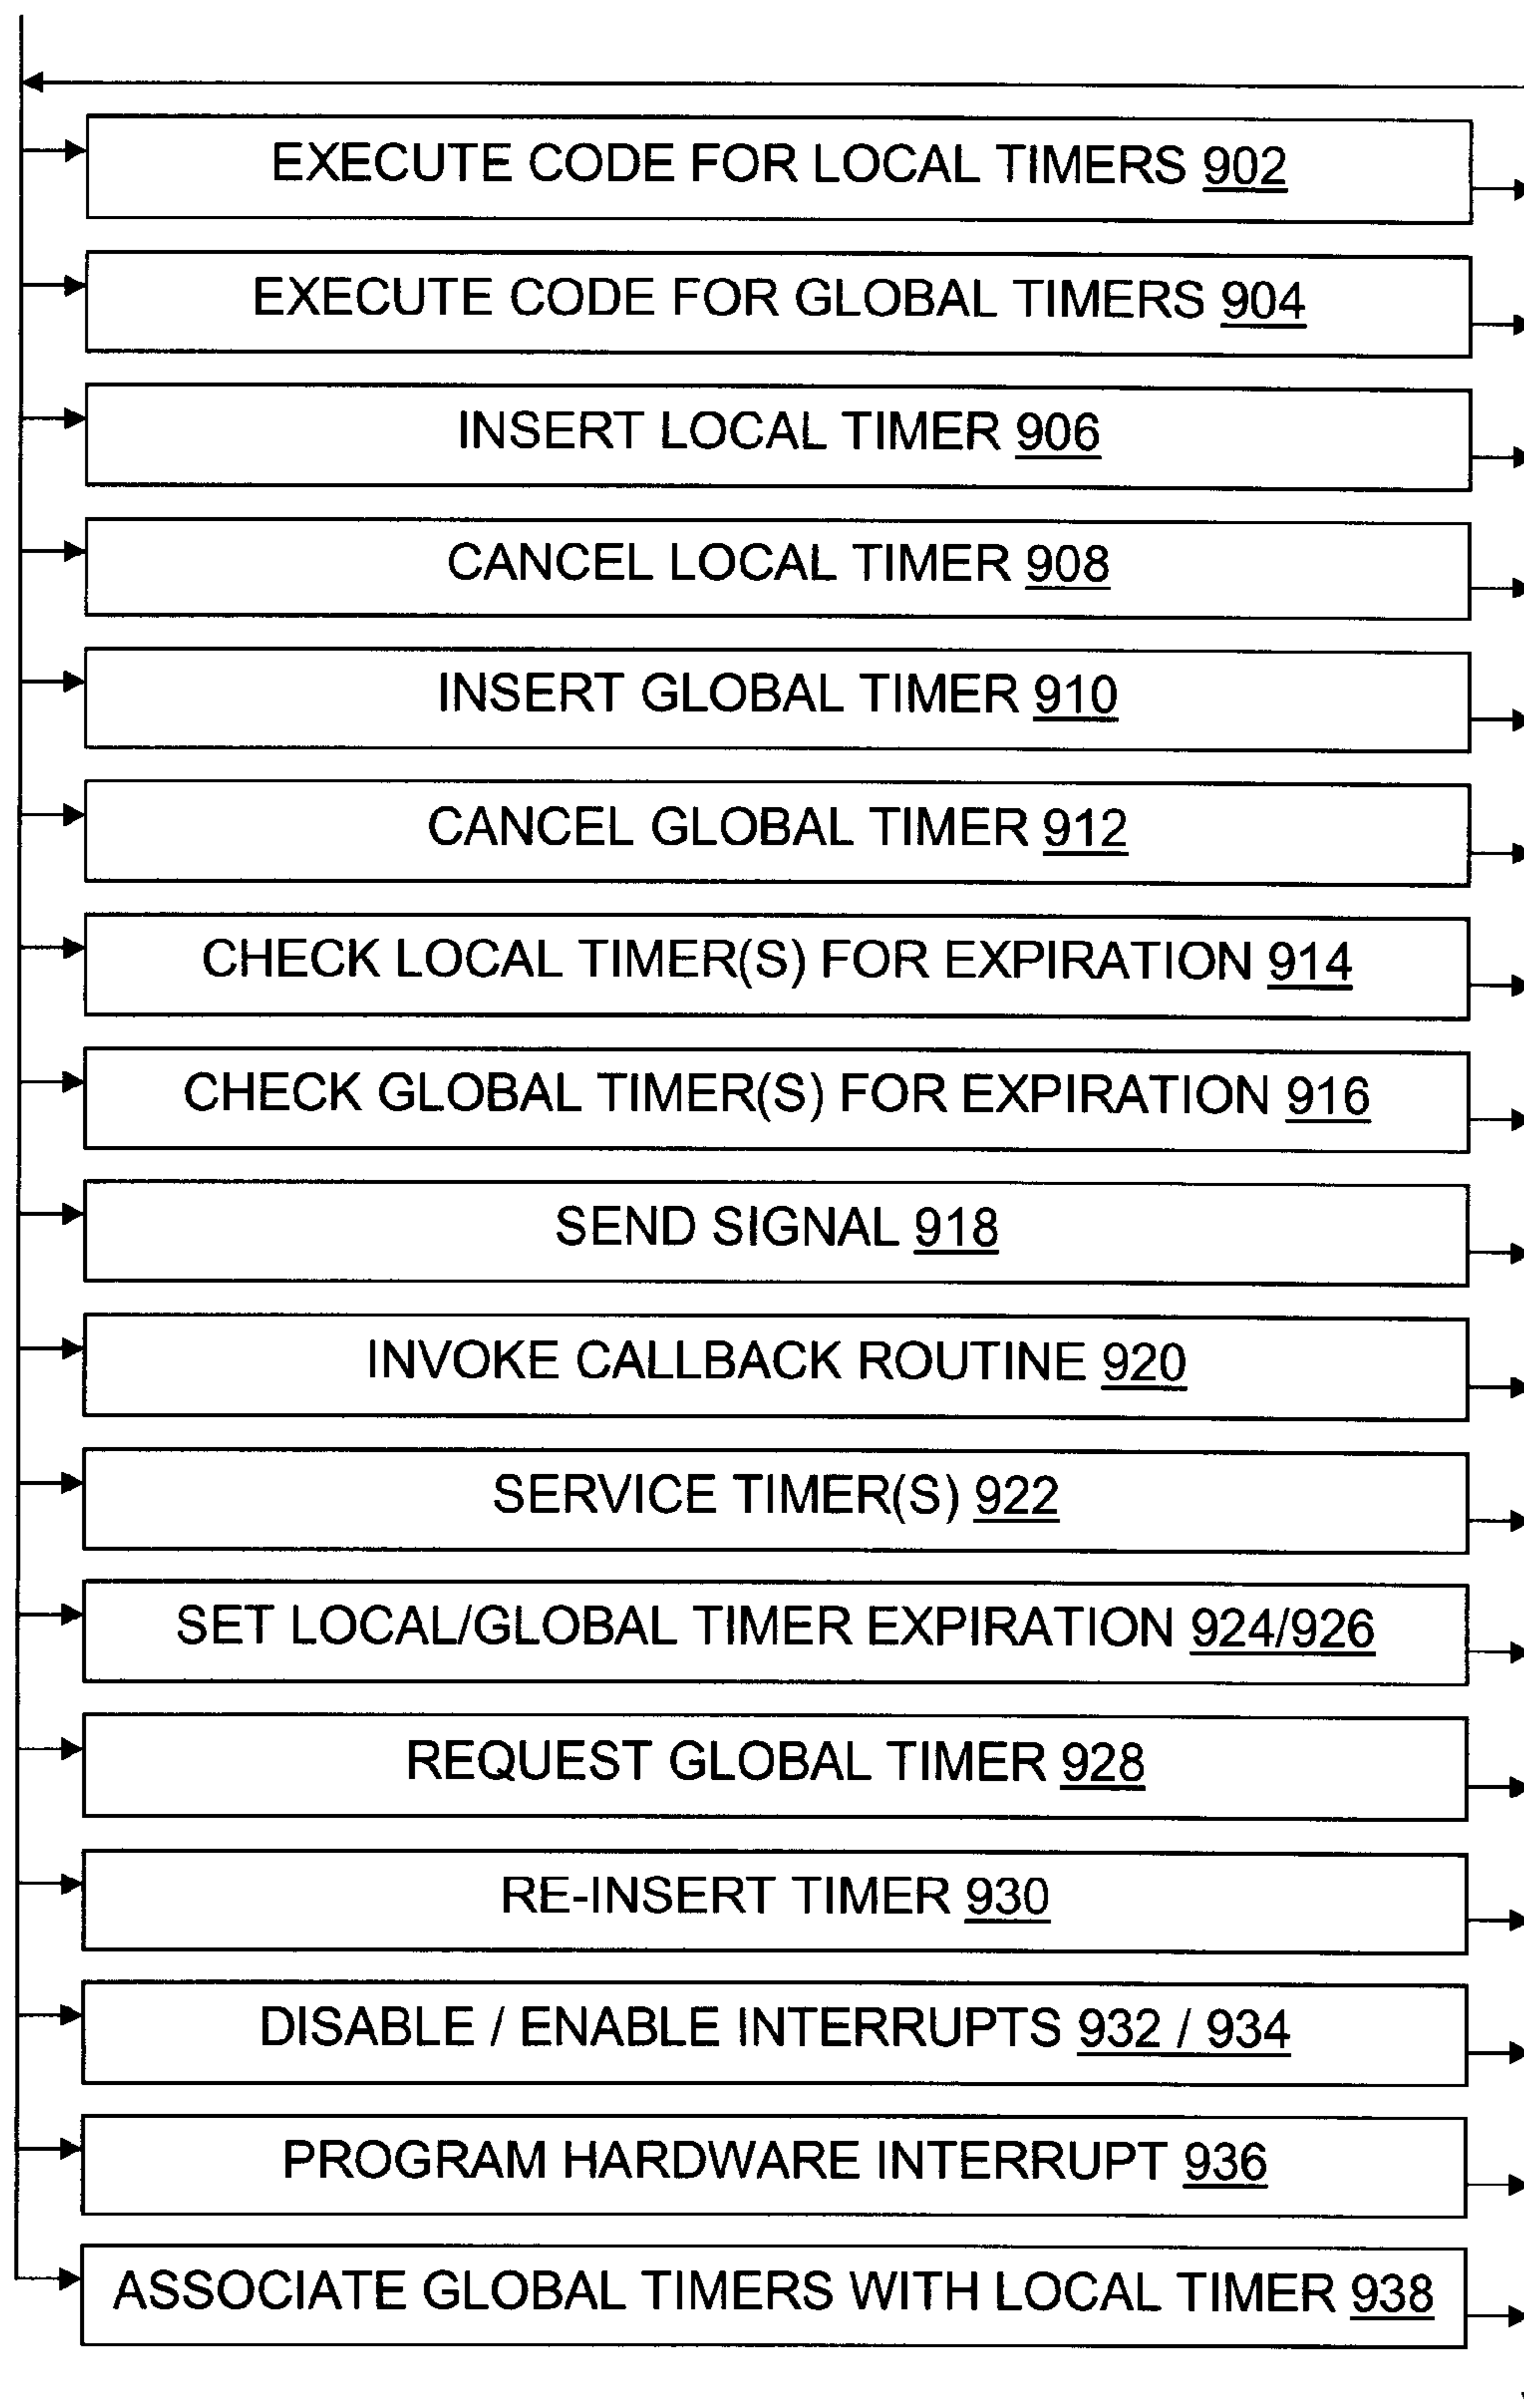 EXECUTE CODE FOR LOCAL TIMERS 902
EXECUTE CODE FOR GLOBAL TIMERS 904
INSERT LOCAL TIMER 906
CANCEL LOCAL TIMER 908
INSERT GLOBAL TIMER 910
CANCEL GLOBAL TIMER 912
CHECK LOCAL TIMER(S) FOR EXPIRATION 914
CHECK GLOBAL TIMER(S) FOR EXPIRATION 916
SEND SIGNAL 918
INVOKE CALLBACK ROUTINE 920
SERVICE TIMER(S) 922
SET LOCAL/GLOBAL TIMER EXPIRATION 924/926
REQUEST GLOBAL TIMER 928
RE-INSERT TIMER 930
DISABLE / ENABLE INTERRUPTS 932 / 934
PROGRAM HARDWARE INTERRUPT 936
ASSOCIATE GLOBAL TIMERS WITH LOCAL TIMER 938